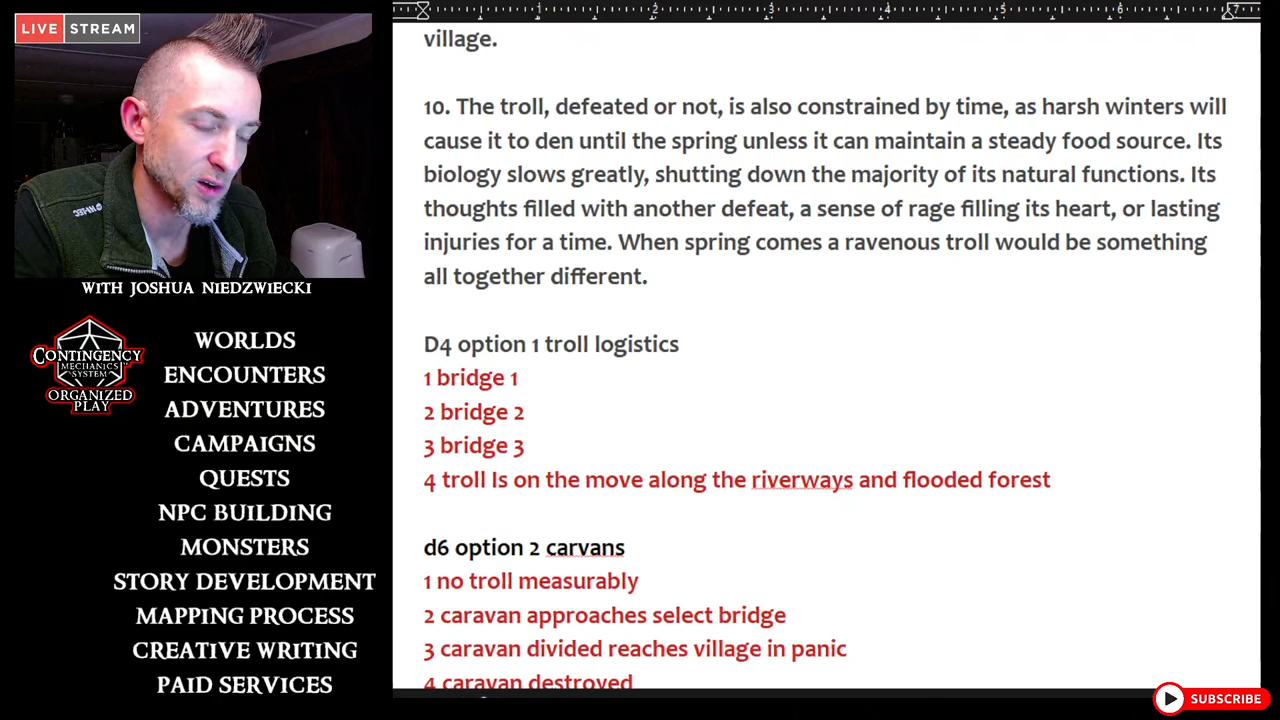 LIVE STREAM
WITH JOSHUA NIEDZWIECKI
CONTINGENCY
MECHANICS
SYSTEM
ORGANIZED
PLAY
WORLDS
ENCOUNTERS
ADVENTURES
CAMPAIGNS
QUESTS
NPC BUILDING
MONSTERS
STORY DEVELOPMENT
MAPPING PROCESS
CREATIVE WRITING
PAID SERVICES
1 2 3 4 5 6 7
village.
10. The troll, defeated or not, is also constrained by time, as harsh winters will
cause it to den until the spring unless it can maintain a steady food source. Its
biology slows greatly, shutting down the majority of its natural functions. Its
thoughts filled with another defeat, a sense of rage filling its heart, or lasting
injuries for a time. When spring comes a ravenous troll would be something
all together different.
D4 option 1 troll logistics
1 bridge 1
2 bridge 2
3 bridge 3
4 troll Is on the move along the riverways and flooded forest
d6 option 2 carvans
1 no troll measurably
2 caravan approaches select bridge
3 caravan divided reaches village in panic
4 caravan destroyed
SUBSCRIBE